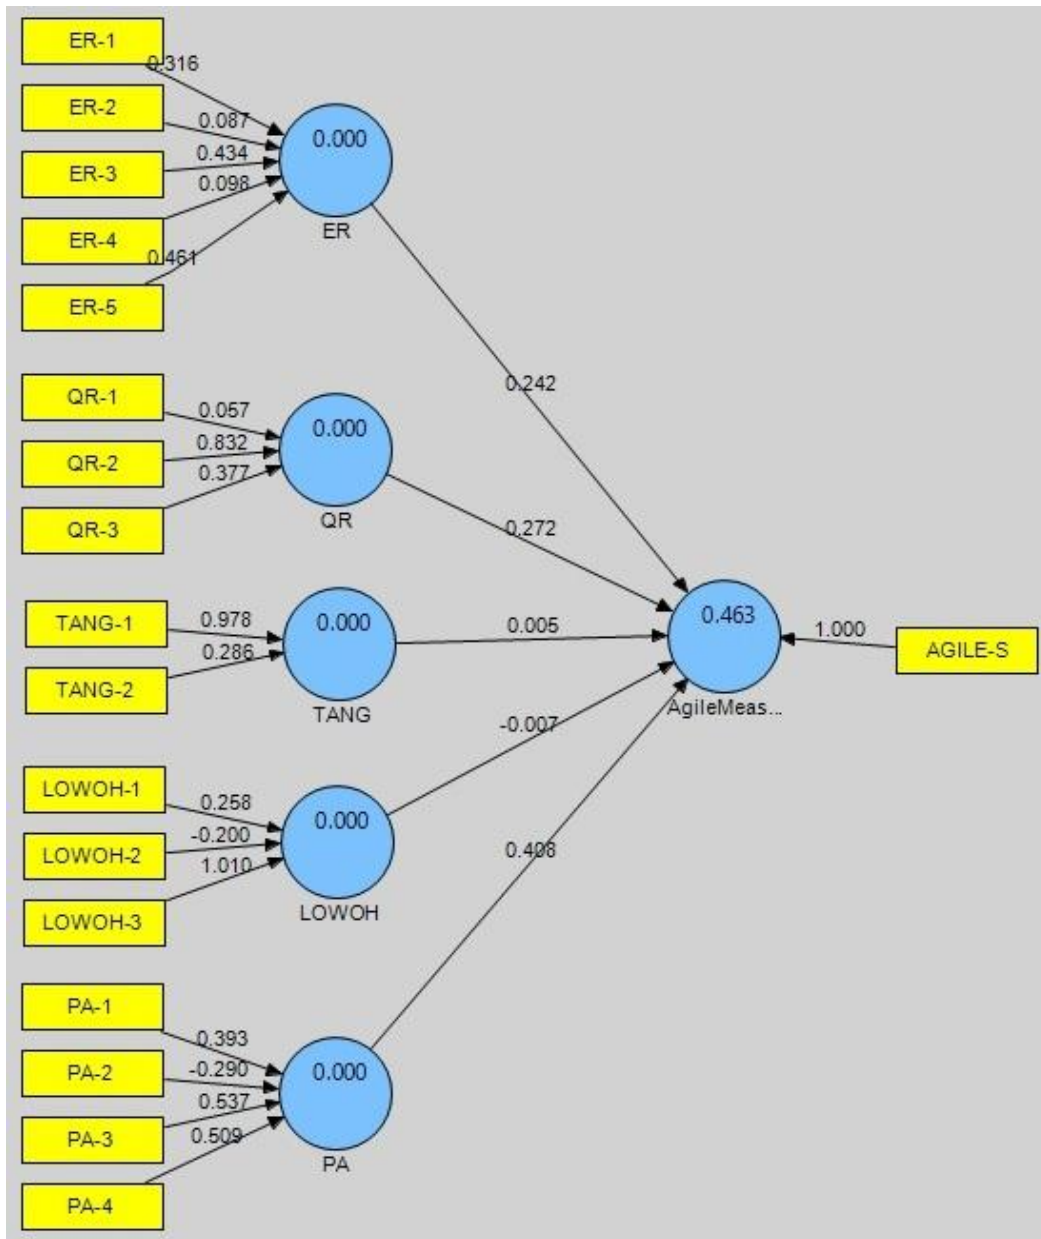 ER-1
0.316
ER-2
0.087
ER-3
0.434
0.098
ER-4
0.461
ER-5
0.000
ER
0.242
QR-1
0.057
QR-2
0.832
0.377
QR-3
0.000
QR
0.272
TANG-1
0.978
0.286
TANG-2
0.000
TANG
0.005
0.463
AgileMeas...
1.000
AGILE-S
LOWOH-1
0.258
-0.200
LOWOH-2
1.010
LOWOH-3
0.000
LOWOH
-0.007
PA-1
0.393
PA-2
-0.290
0.537
PA-3
0.509
PA-4
0.000
PA
0.408